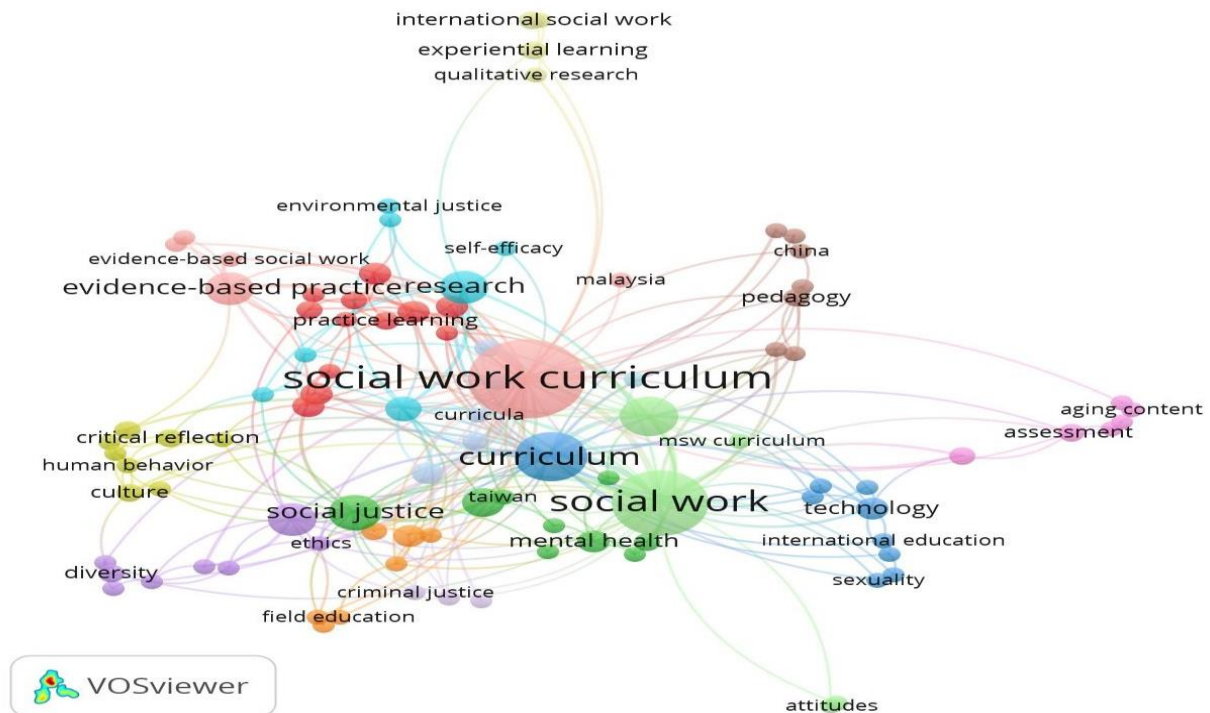 international social work
experiential learning
qualitative research
environmental justice
self-efficacy
evidence-based social work
malaysia
china
evidence-based practice
research
pedagogy
practice learning
social work curriculum
curricula
aging content
critical reflection
msw curriculum
assessment
human behavior
curriculum
culture
taiwan
social work
social justice
technology
ethics
mental health
international education
diversity
sexuality
criminal justice
field education
VOSviewer
attitudes